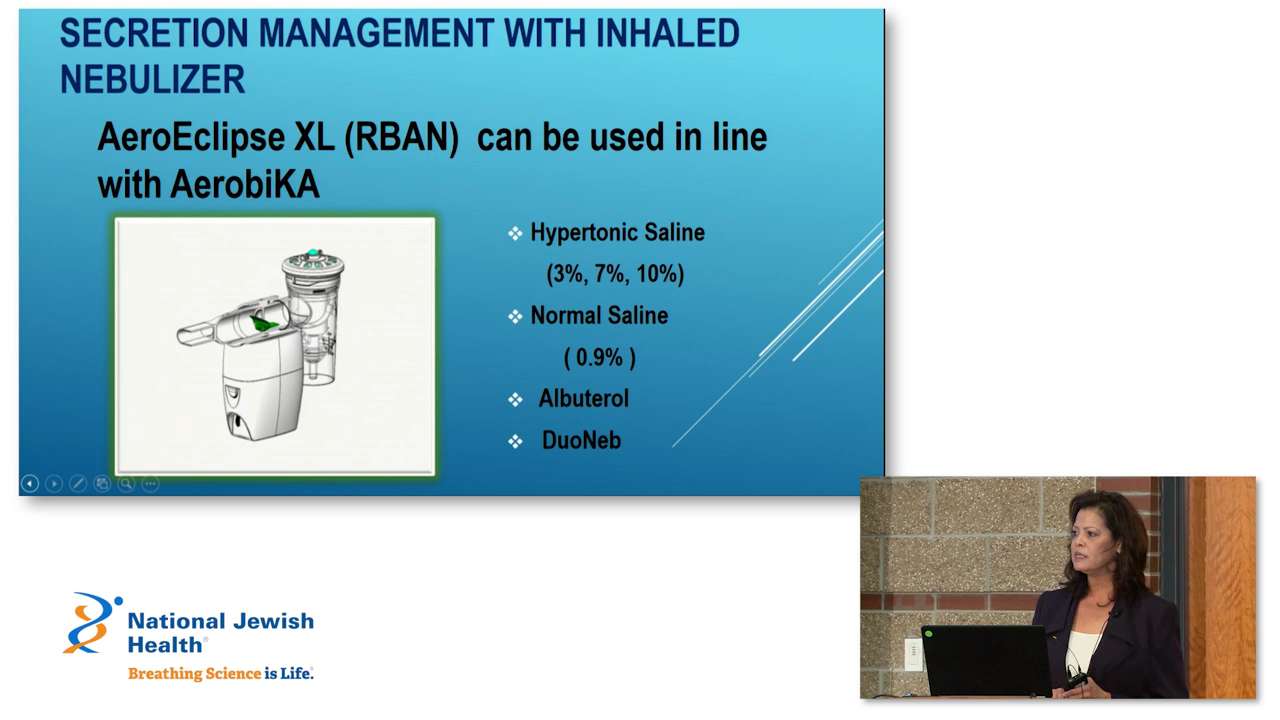 SECRETION MANAGEMENT WITH INHALED
NEBULIZER
AeroEclipse XL (RBAN) can be used in line
with AerobiKA
❖ Hypertonic Saline
(3%, 7%, 10%)
❖ Normal Saline
( 0.9% )
❖ Albuterol
❖ DuoNeb
National Jewish
Health®
Breathing Science is Life.®